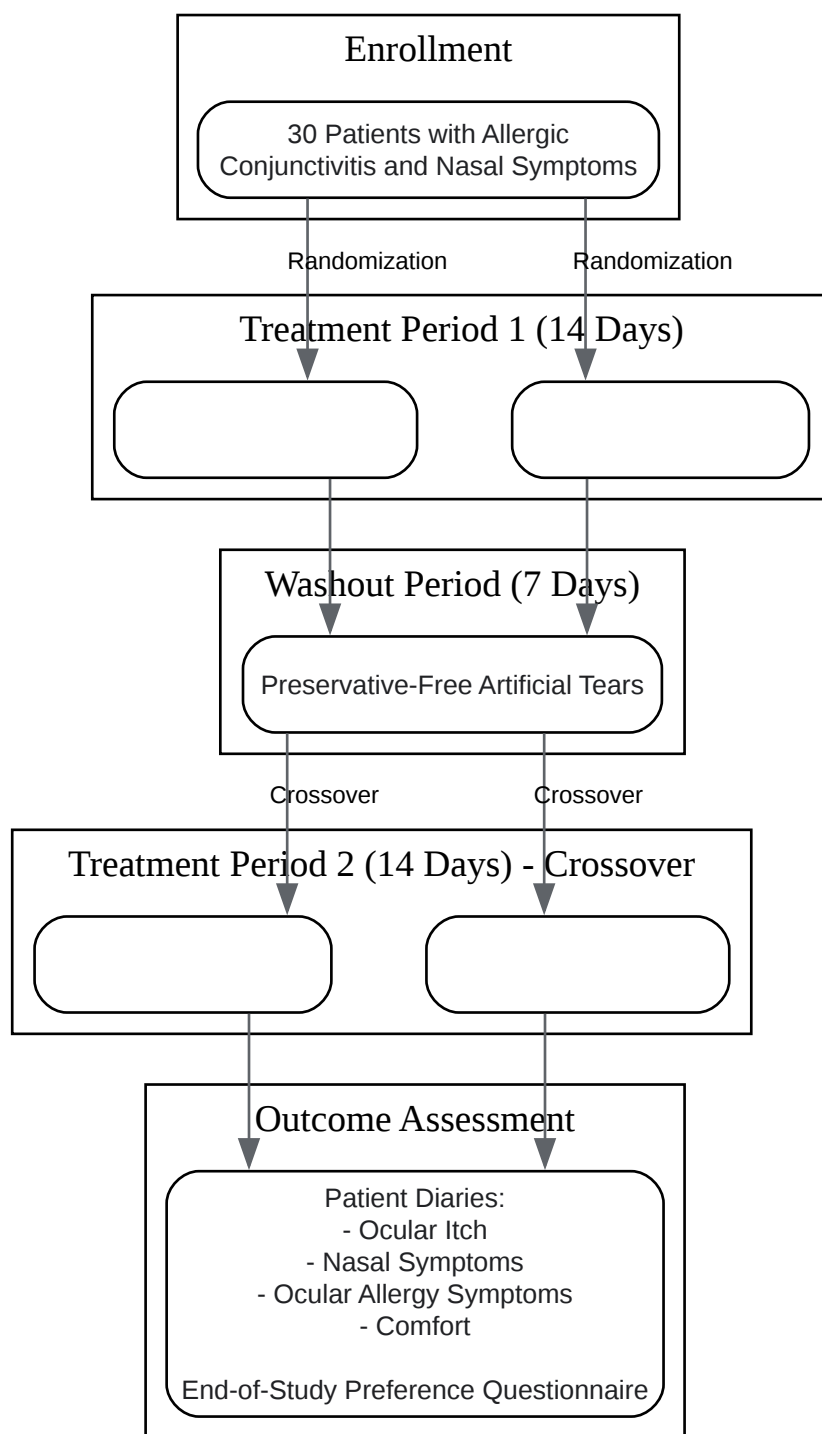 Enrollment
30 Patients with Allergic
Conjunctivitis and Nasal Symptoms
Randomization
Randomization
Treatment Period 1 (14 Days)
Washout Period (7 Days)
Preservative-Free Artificial Tears
Crossover
Crossover
Treatment Period 2 (14 Days) - Crossover
Outcome Assessment
Patient Diaries:
- Ocular Itch
- Nasal Symptoms
- Ocular Allergy Symptoms
- Comfort
End-of-Study Preference Questionnaire